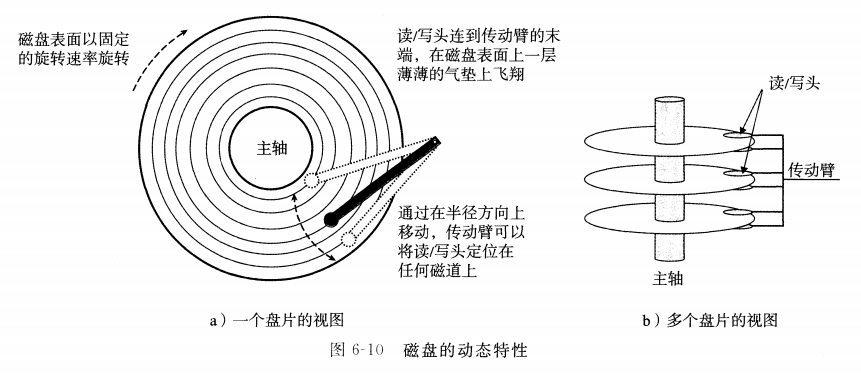 磁盘表面以固定
的旋转速率旋转
读/写头连到传动臂的末
端，在磁盘表面上一层
薄薄的气垫上飞翔
主轴
通过在半径方向上
移动，传动臂可以
将读/写头定位在
任何磁道上
a）一个盘片的视图
读/写头
传动臂
主轴
b）多个盘片的视图
图 6-10 磁盘的动态特性